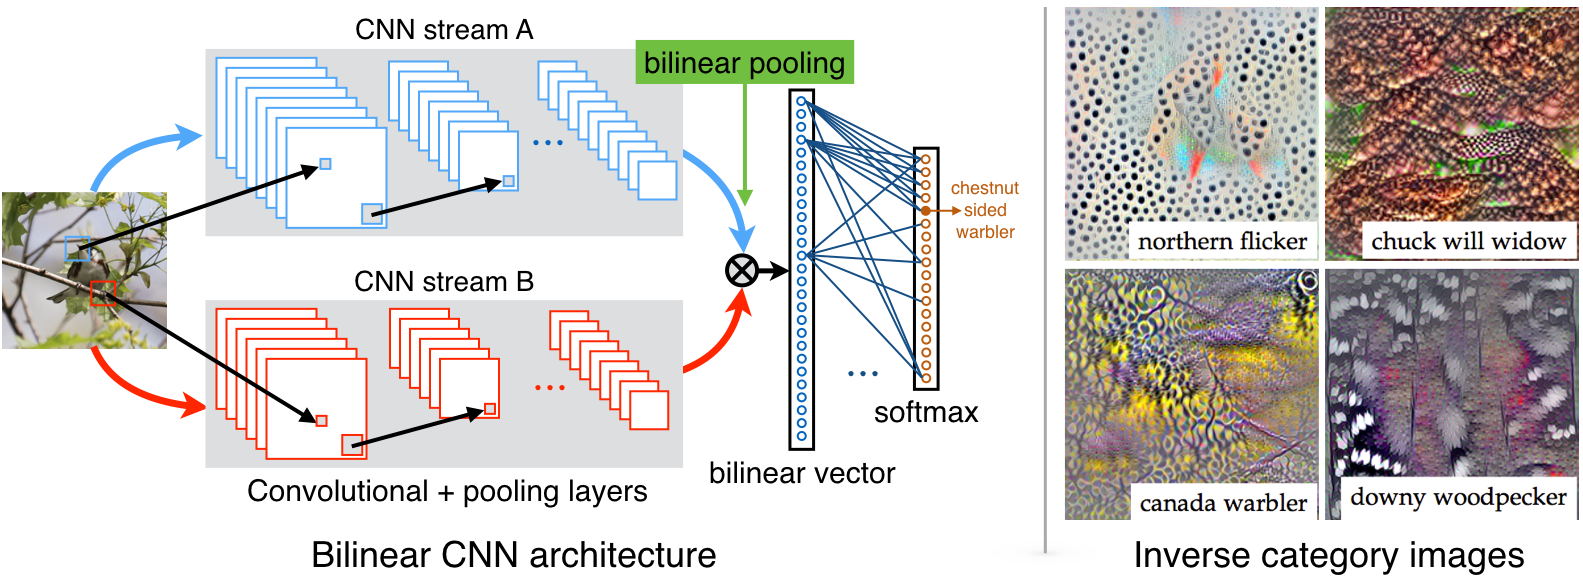 CNN stream A
bilinear pooling
chestnut
sided
warbler
CNN stream B
softmax
bilinear vector
Convolutional + pooling layers
Bilinear CNN architecture
northern flicker
chuck will widow
canada warbler
downy woodpecker
Inverse category images